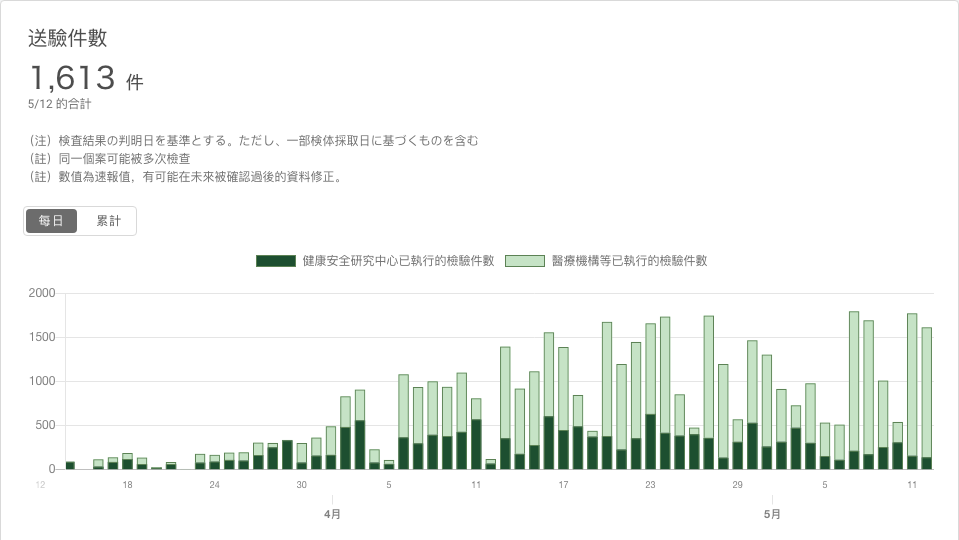 送驗件數
1,613 件
5/12 的合計
（注）検査結果の判明日を基準とする。ただし、一部検体採取日に基づくものを含む
（註）同一個案可能被多次檢查
（註）數值為速報值，有可能在未來被確認過後的資料修正。
每日 累計
健康安全研究中心已執行的檢驗件數 醫療機構等已執行的檢驗件數
2000
1500
1000
500
0
12 18 24 30 5 11 17 23 29 5 11
4月 5月